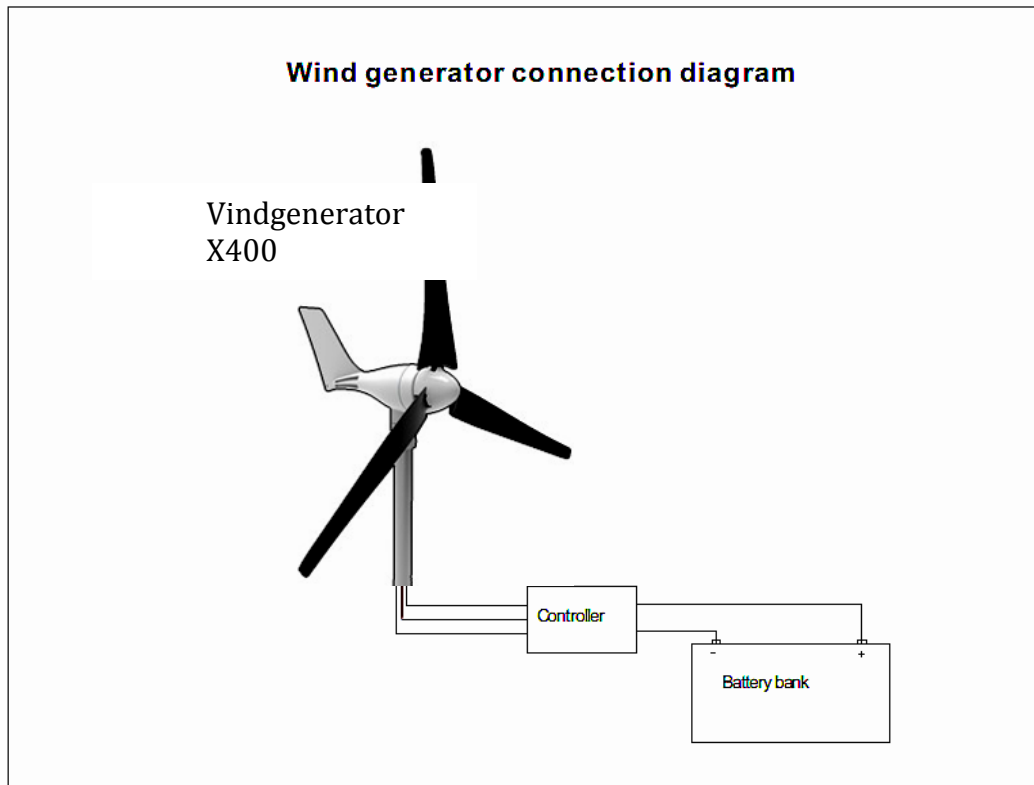 Wind generator connection diagram
Vindgenerator
X400
Controller
- +
Battery bank